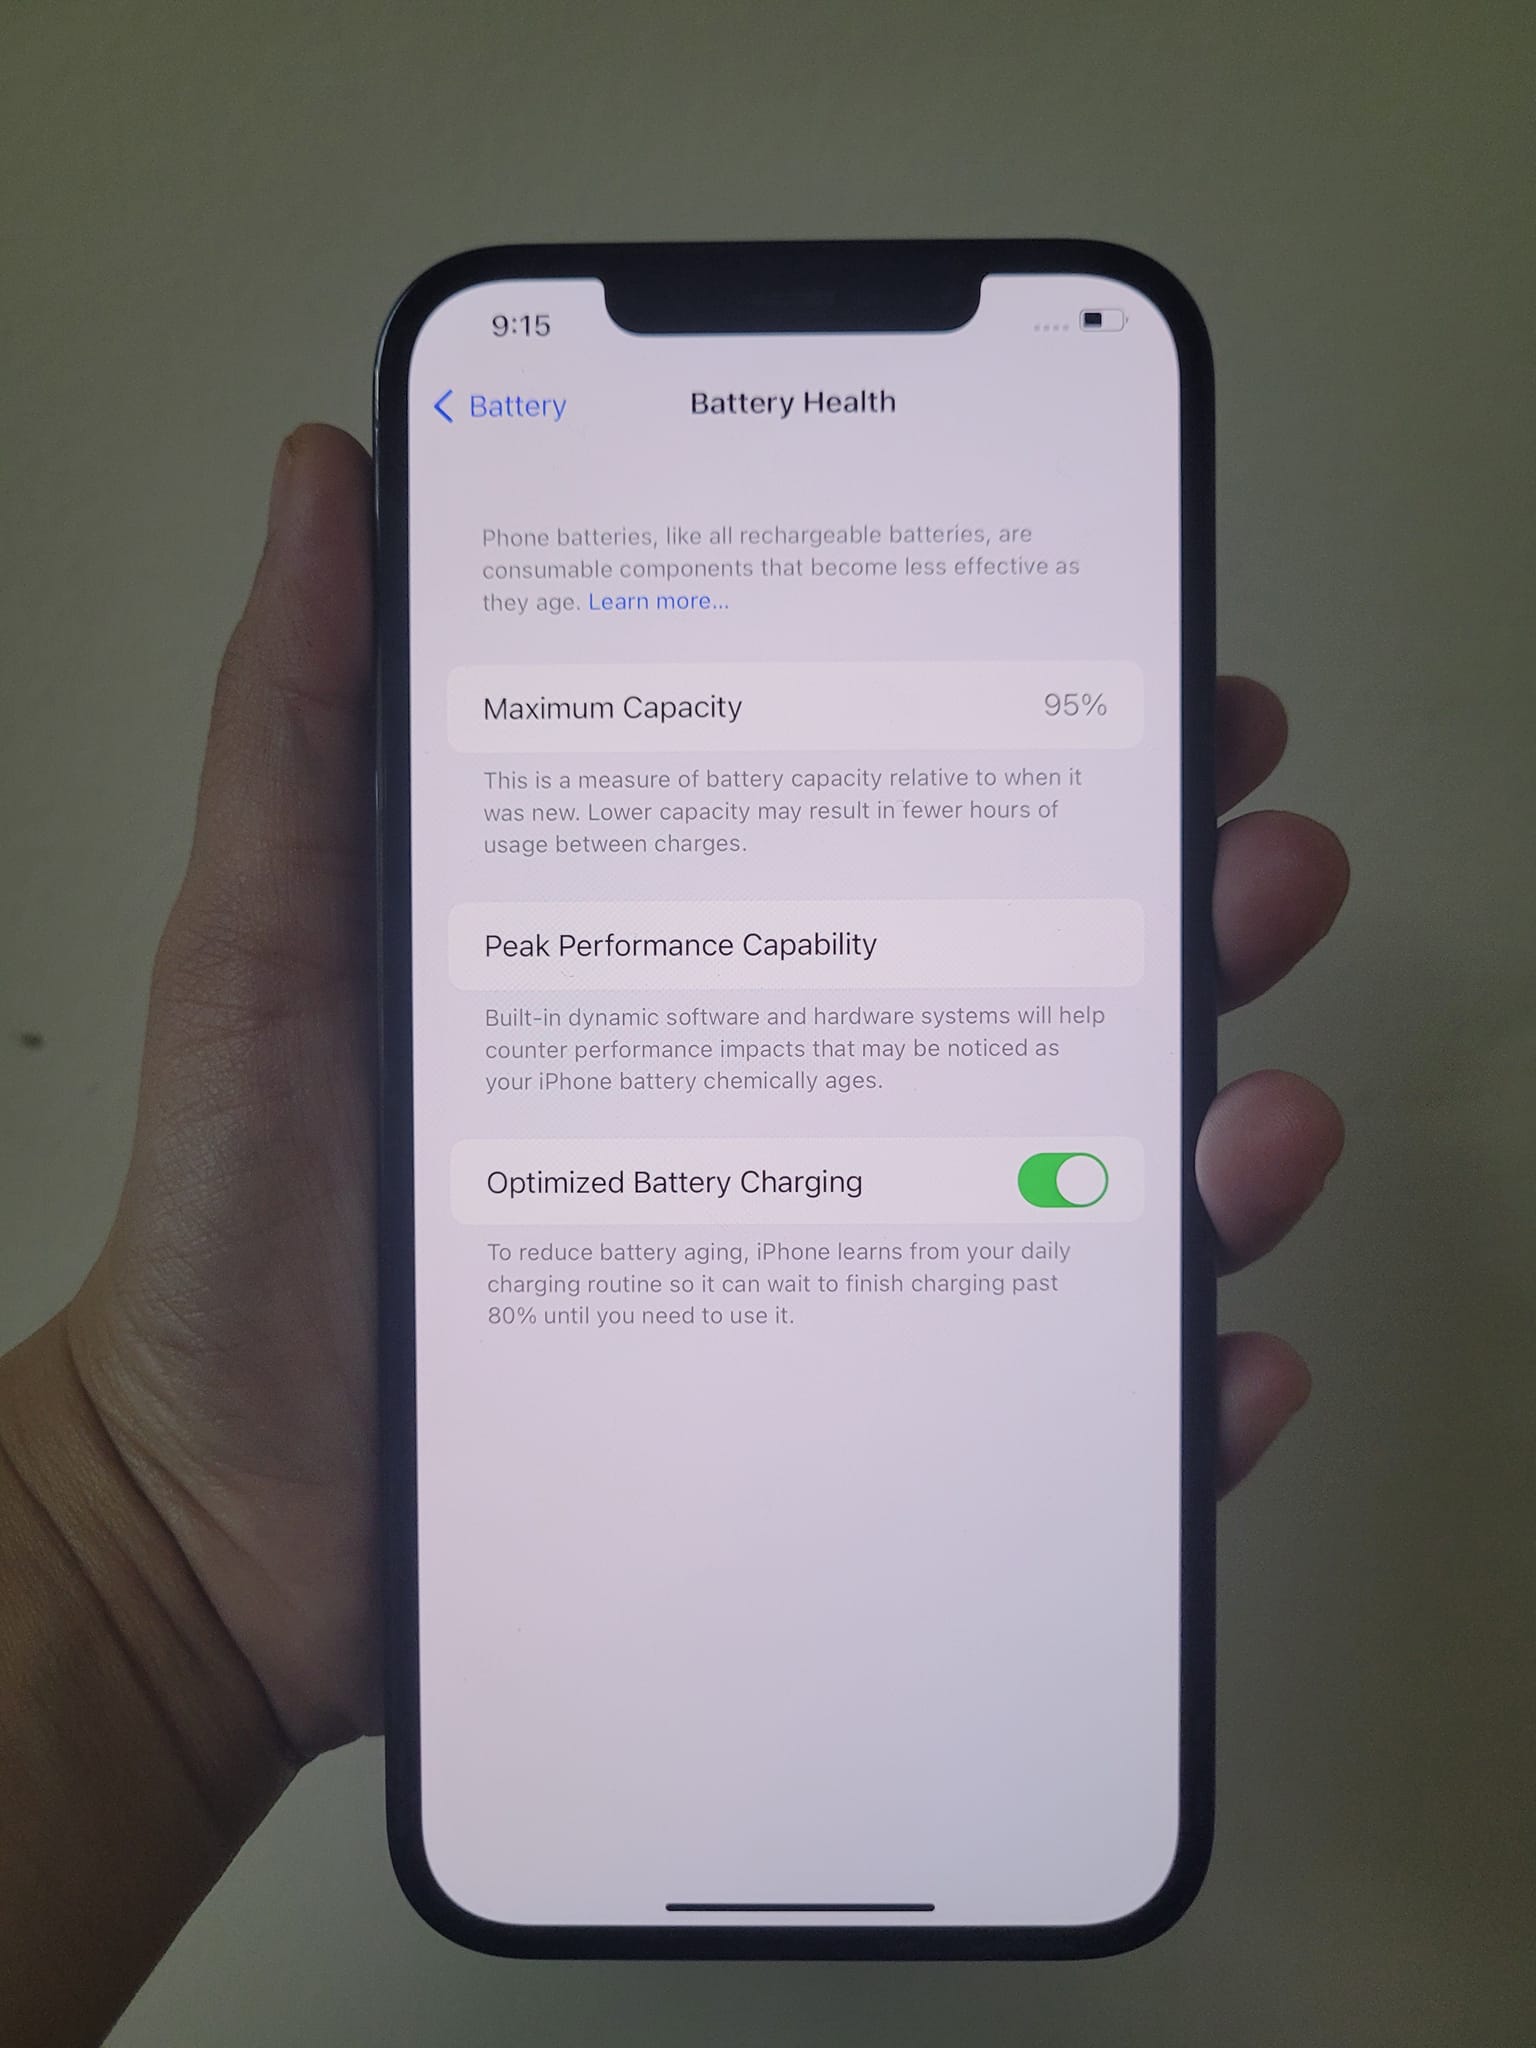 9:15
Battery
Battery Health
Phone batteries, like all rechargeable batteries, are
consumable components that become less effective as
they age. Learn more...
Maximum Capacity 95%
This is a measure of battery capacity relative to when it
was new. Lower capacity may result in fewer hours of
usage between charges.
Peak Performance Capability
Built-in dynamic software and hardware systems will help
counter performance impacts that may be noticed as
your iPhone battery chemically ages.
Optimized Battery Charging
To reduce battery aging, iPhone learns from your daily
charging routine so it can wait to finish charging past
80% until you need to use it.